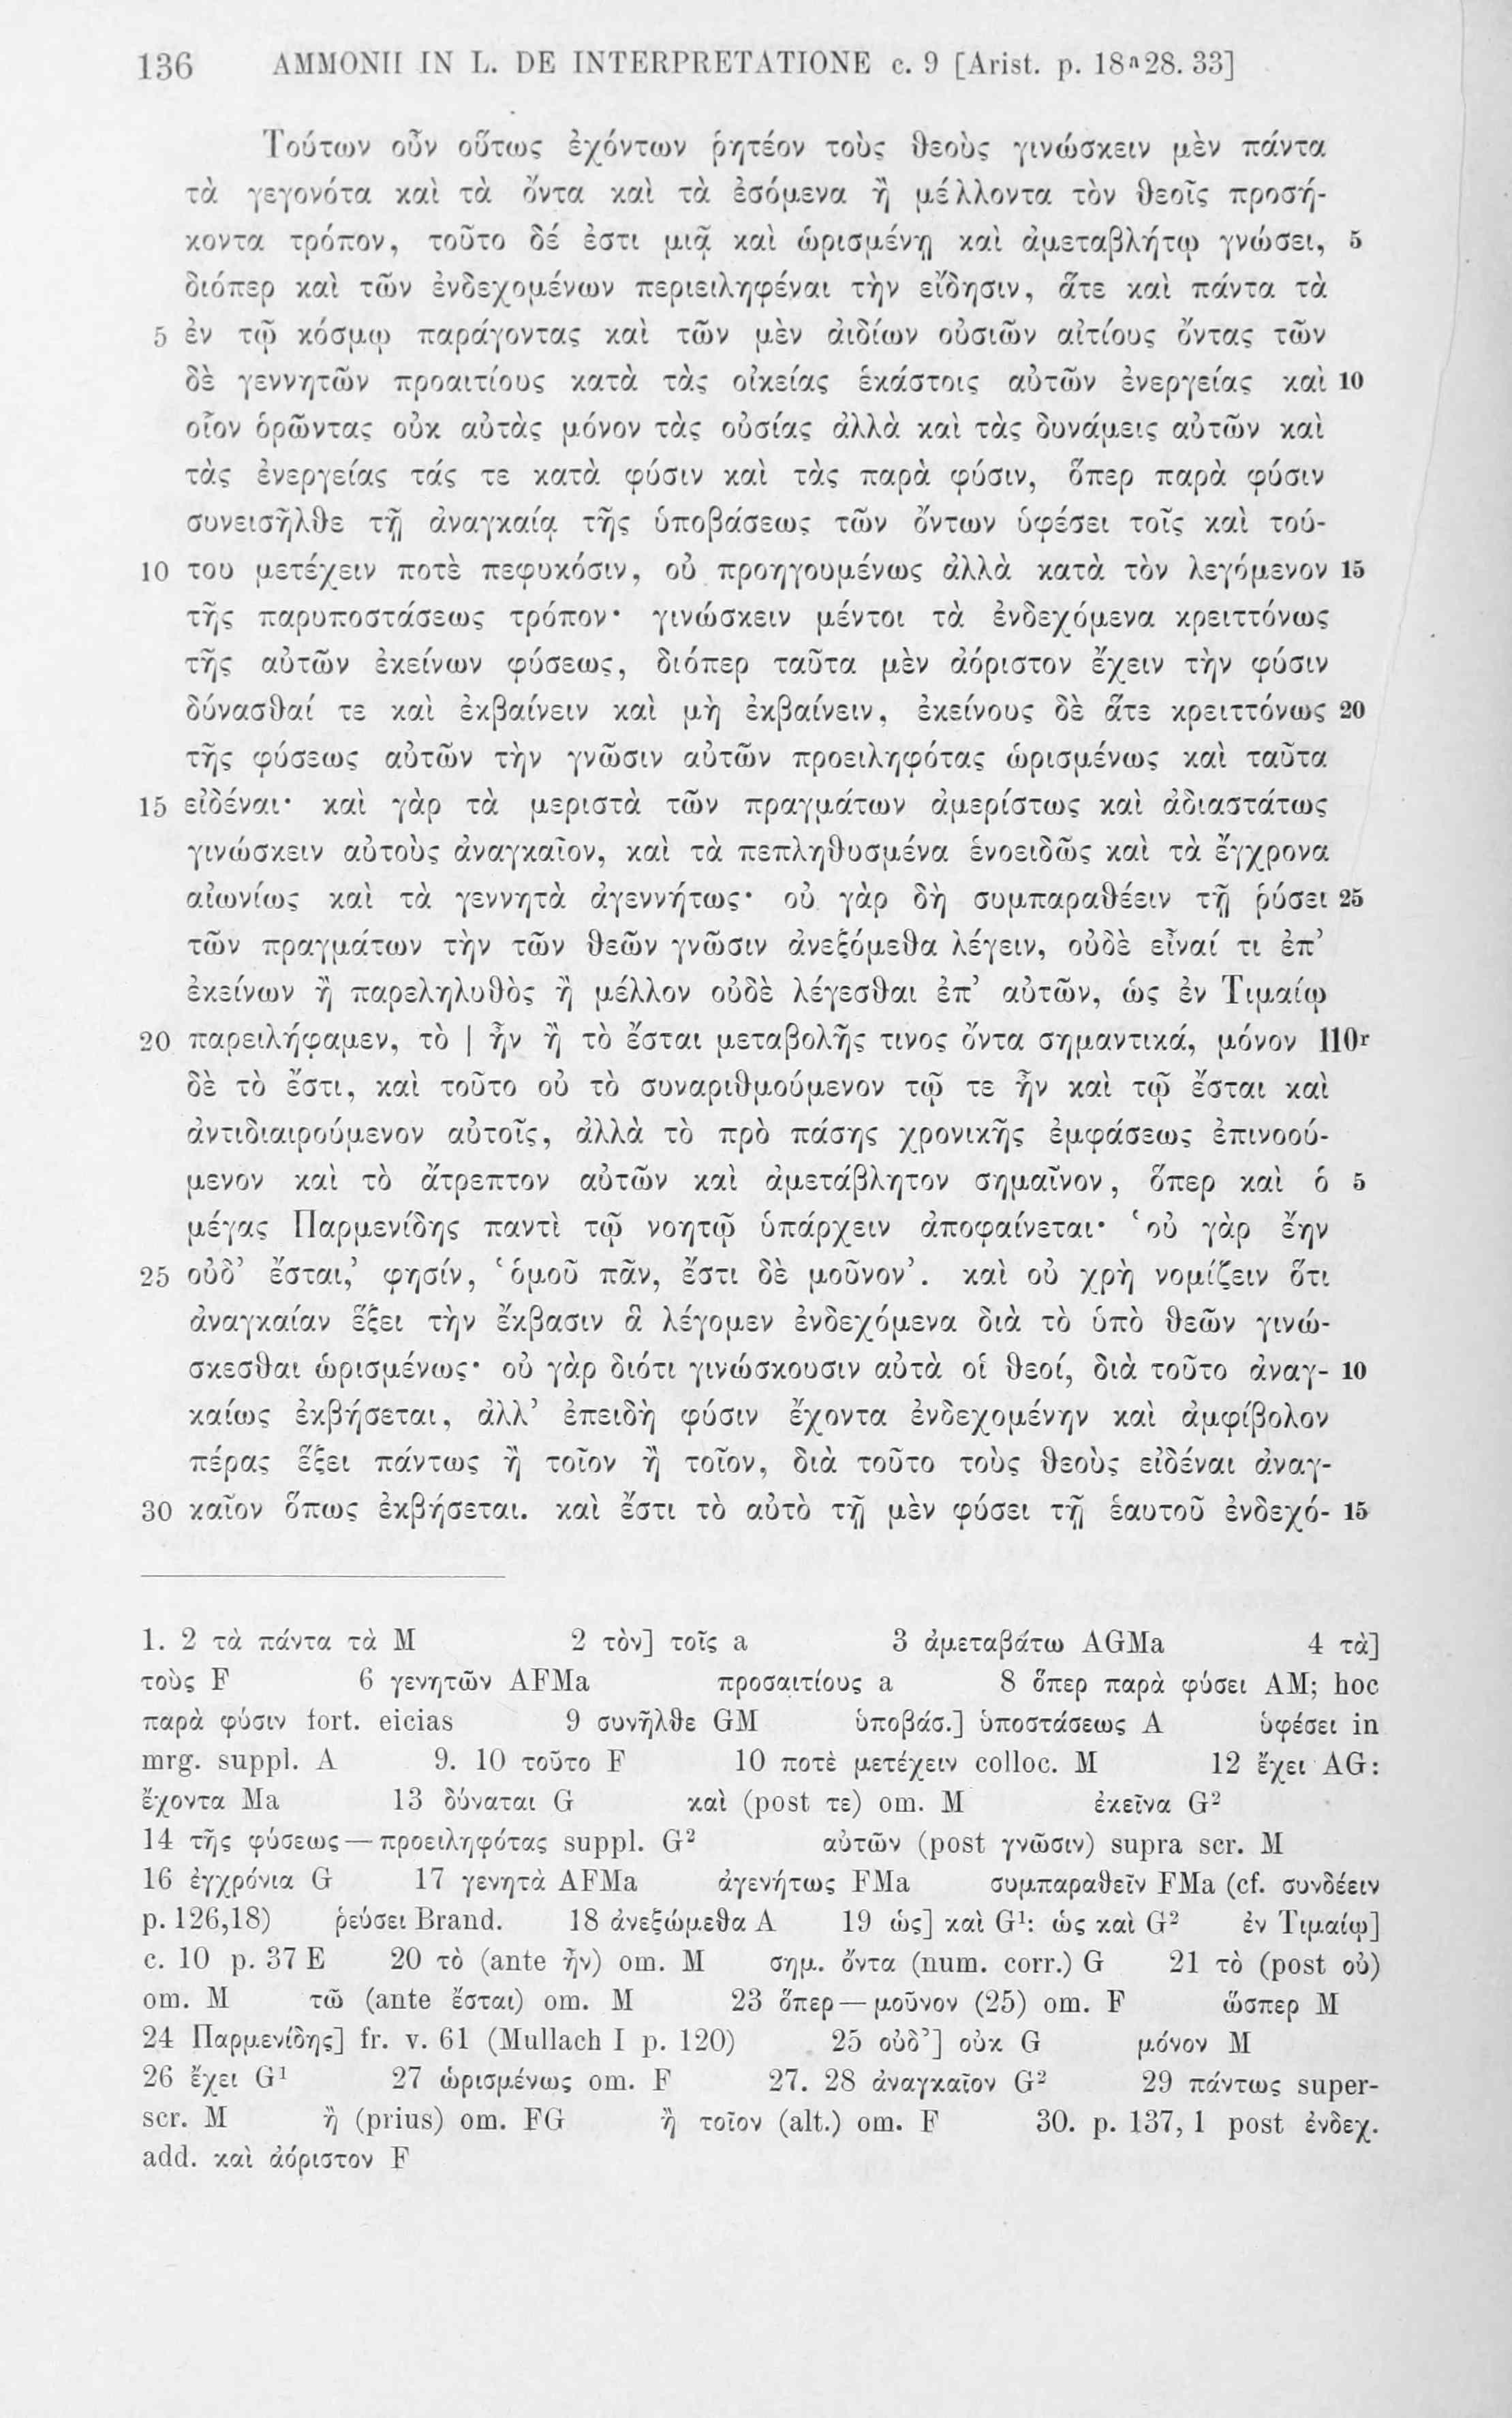 136 AMMONII IN L. DE INTERPRETATIONE c. 9 [Arist. p. 18ᵃ28. 33]
Τούτων οὖν οὕτως ἐχόντων ῥητέον τοὺς θεοὺς γινώσκειν μὲν πάντα
τὰ γεγονότα καὶ τὰ ὄντα καὶ τὰ ἐσόμενα ἢ μέλλοντα τὸν θεοῖς προσή-
κοντα τρόπον, τοῦτο δέ ἐστι μιᾷ καὶ ὡρισμένῃ καὶ ἀμεταβλήτῳ γνώσει, 5
διόπερ καὶ τῶν ἐνδεχομένων περιειληφέναι τὴν εἴδησιν, ἅτε καὶ πάντα τὰ
5 ἐν τῷ κόσμῳ παράγοντας καὶ τῶν μὲν ἀιδίων οὐσιῶν αἰτίους ὄντας τῶν
δὲ γεννητῶν προαιτίους κατὰ τὰς οἰκείας ἑκάστοις αὐτῶν ἐνεργείας καὶ 10
οἷον ὁρῶντας οὐκ αὐτὰς μόνον τὰς οὐσίας ἀλλὰ καὶ τὰς δυνάμεις αὐτῶν καὶ
τὰς ἐνεργείας τάς τε κατὰ φύσιν καὶ τὰς παρὰ φύσιν, ὅπερ παρὰ φύσιν
συνεισῆλθε τῇ ἀναγκαίᾳ τῆς ὑποβάσεως τῶν ὄντων ὑφέσει τοῖς καὶ τού-
10 του μετέχειν ποτὲ πεφυκόσιν, οὐ προηγουμένως ἀλλὰ κατὰ τὸν λεγόμενον 15
τῆς παρυποστάσεως τρόπον· γινώσκειν μέντοι τὰ ἐνδεχόμενα κρειττόνως
τῆς αὐτῶν ἐκείνων φύσεως, διόπερ ταῦτα μὲν ἀόριστον ἔχειν τὴν φύσιν
δύνασθαί τε καὶ ἐκβαίνειν καὶ μὴ ἐκβαίνειν, ἐκείνους δὲ ἅτε κρειττόνως 20
τῆς φύσεως αὐτῶν τὴν γνῶσιν αὐτῶν προειληφότας ὡρισμένως καὶ ταῦτα
15 εἰδέναι· καὶ γὰρ τὰ μεριστὰ τῶν πραγμάτων ἀμερίστως καὶ ἀδιαστάτως
γινώσκειν αὐτοὺς ἀναγκαῖον, καὶ τὰ πεπληθυσμένα ἑνοειδῶς καὶ τὰ ἔγχρονα
αἰωνίως καὶ τὰ γεννητὰ ἀγεννήτως· οὐ γὰρ δὴ συμπαραθέειν τῇ ῥύσει 25
τῶν πραγμάτων τὴν τῶν θεῶν γνῶσιν ἀνεξόμεθα λέγειν, οὐδὲ εἶναί τι ἐπ’
ἐκείνων ἢ παρεληλυθὸς ἢ μέλλον οὐδὲ λέγεσθαι ἐπ’ αὐτῶν, ὡς ἐν Τιμαίῳ
20 παρειλήφαμεν, τὸ | ἦν ἢ τὸ ἔσται μεταβολῆς τινος ὄντα σημαντικά, μόνον 110ʳ
δὲ τὸ ἔστι, καὶ τοῦτο οὐ τὸ συναριθμούμενον τῷ τε ἦν καὶ τῷ ἔσται καὶ
ἀντιδιαιρούμενον αὐτοῖς, ἀλλὰ τὸ πρὸ πάσης χρονικῆς ἐμφάσεως ἐπινοού-
μενον καὶ τὸ ἄτρεπτον αὐτῶν καὶ ἀμετάβλητον σημαῖνον, ὅπερ καὶ ὁ 5
μέγας Παρμενίδης παντὶ τῷ νοητῷ ὑπάρχειν ἀποφαίνεται· ‘οὐ γὰρ ἔην
25 οὐδ’ ἔσται,’ φησίν, ‘ὁμοῦ πᾶν, ἔστι δὲ μοῦνον’. καὶ οὐ χρὴ νομίζειν ὅτι
ἀναγκαίαν ἕξει τὴν ἔκβασιν ἃ λέγομεν ἐνδεχόμενα διὰ τὸ ὑπὸ θεῶν γινώ-
σκεσθαι ὡρισμένως· οὐ γὰρ διότι γινώσκουσιν αὐτὰ οἱ θεοί, διὰ τοῦτο ἀναγ- 10
καίως ἐκβήσεται, ἀλλ’ ἐπειδὴ φύσιν ἔχοντα ἐνδεχομένην καὶ ἀμφίβολον
πέρας ἕξει πάντως ἢ τοῖον ἢ τοῖον, διὰ τοῦτο τοὺς θεοὺς εἰδέναι ἀναγ-
30 καῖον ὅπως ἐκβήσεται. καὶ ἔστι τὸ αὐτὸ τῇ μὲν φύσει τῇ ἑαυτοῦ ἐνδεχό- 15
1. 2 τὰ πάντα τὰ M 2 τὸν] τοῖς a 3 ἀμεταβάτω AGMa 4 τὰ]
τοὺς F 6 γενητῶν AFMa προσαιτίους a 8 ὅπερ παρὰ φύσει AM; hoc
παρὰ φύσιν fort. eicias 9 συνῆλθε GM ὑποβάσ.] ὑποστάσεως A ὑφέσει in
mrg. suppl. A 9. 10 τοῦτο F 10 ποτὲ μετέχειν colloc. M 12 ἔχει AG:
ἔχοντα Ma 13 δύναται G καὶ (post τε) om. M ἐκεῖνα G²
14 τῆς φύσεως — προειληφότας suppl. G² αὐτῶν (post γνῶσιν) supra scr. M
16 ἐγχρόνια G 17 γενητὰ AFMa ἀγενήτως FMa συμπαραθεῖν FMa (cf. συνδέειν
p. 126,18) ῥεύσει Brand. 18 ἀνεξώμεθα A 19 ὡς] καὶ G¹: ὡς καὶ G² ἐν Τιμαίῳ]
c. 10 p. 37 E 20 τὸ (ante ἦν) om. M σημ. ὄντα (num. corr.) G 21 τὸ (post οὐ)
om. M τῶ (ante ἔσται) om. M 23 ὅπερ — μοῦνον (25) om. F ὥσπερ M
24 Παρμενίδης] fr. v. 61 (Mullach I p. 120) 25 οὐδ’] οὐκ G μόνον M
26 ἔχει G¹ 27 ὡρισμένως om. F 27. 28 ἀναγκαῖον G² 29 πάντως super-
scr. M ἢ (prius) om. FG ἢ τοῖον (alt.) om. F 30. p. 137, 1 post ἐνδεχ.
add. καὶ ἀόριστον F